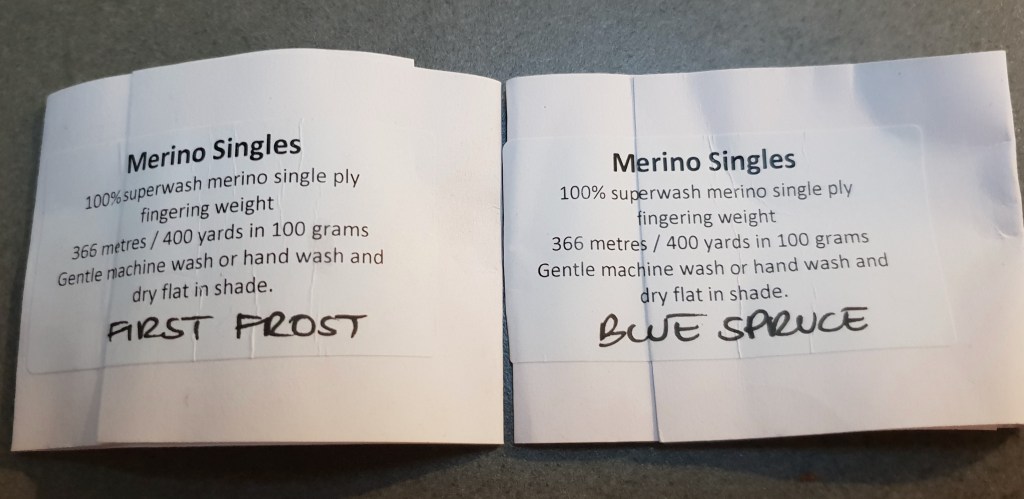 Merino Singles
100% superwash merino single ply
fingering weight
366 metres / 400 yards in 100 grams
Gentle machine wash or hand wash and
dry flat in shade.
FIRST FROST
Merino Singles
100% superwash merino single ply
fingering weight
366 metres / 400 yards in 100 grams
Gentle machine wash or hand wash and
dry flat in shade.
BLUE SPRUCE